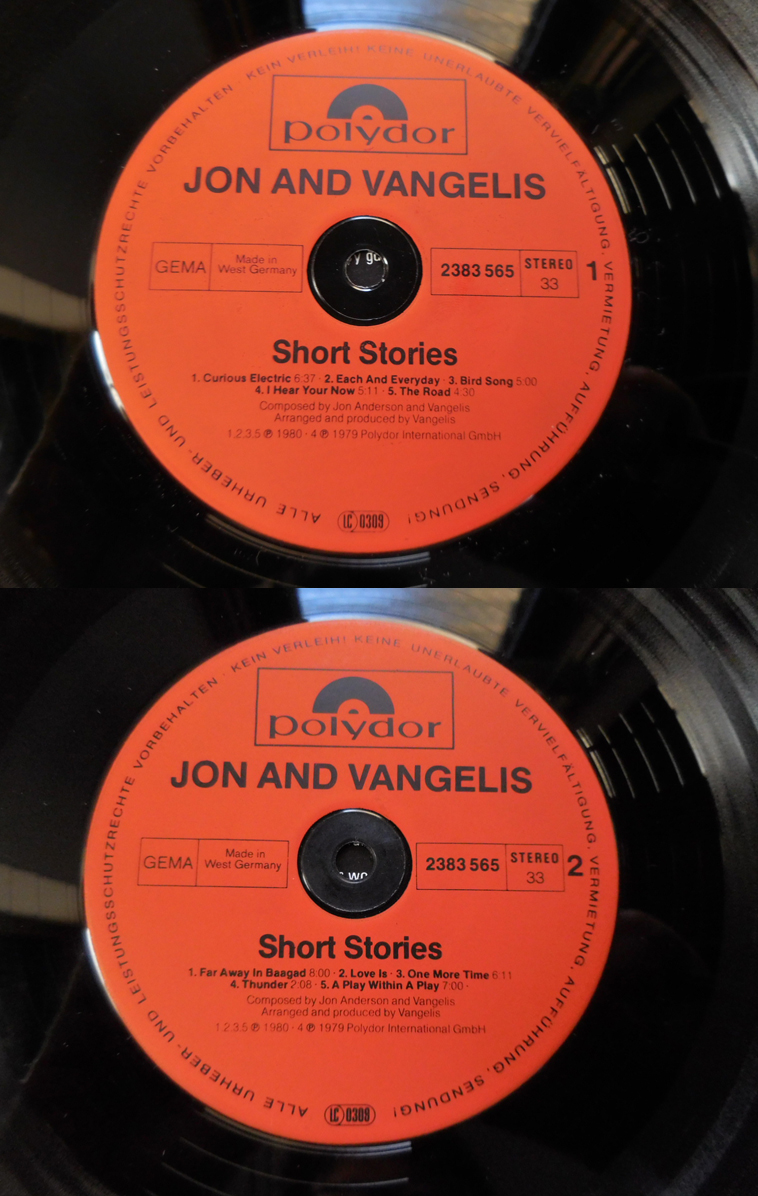 ALLE URHEBER- UND LEISTUNGSSCHUTZRECHTE VORBEHALTEN · KEIN VERLEIH! KEINE UNERLAUBTE VERVIELFÄLTIGUNG, VERMIETUNG, AUFFÜHRUNG, SENDUNG!
polydor
JON AND VANGELIS
GEMA
Made in
West Germany
y go
2383 565
STEREO
33
1
Short Stories
1. Curious Electric 6:37 · 2. Each And Everyday · 3. Bird Song 5:00
4. I Hear Your Now 5:11 · 5. The Road 4:30
Composed by Jon Anderson and Vangelis
Arranged and produced by Vangelis
1,2,3,5 ℗ 1980 · 4 ℗ 1979 Polydor International GmbH
LC 0309
ALLE URHEBER- UND LEISTUNGSSCHUTZRECHTE VORBEHALTEN · KEIN VERLEIH! KEINE UNERLAUBTE VERVIELFÄLTIGUNG, VERMIETUNG, AUFFÜHRUNG, SENDUNG!
polydor
JON AND VANGELIS
GEMA
Made in
West Germany
2383 565
STEREO
33
2
Short Stories
1. Far Away In Baagad 8:00 · 2. Love Is · 3. One More Time 6:11
4. Thunder 2:08 · 5. A Play Within A Play 7:00 ·
Composed by Jon Anderson and Vangelis
Arranged and produced by Vangelis
1,2,3,5 ℗ 1980 · 4 ℗ 1979 Polydor International GmbH
LC 0309